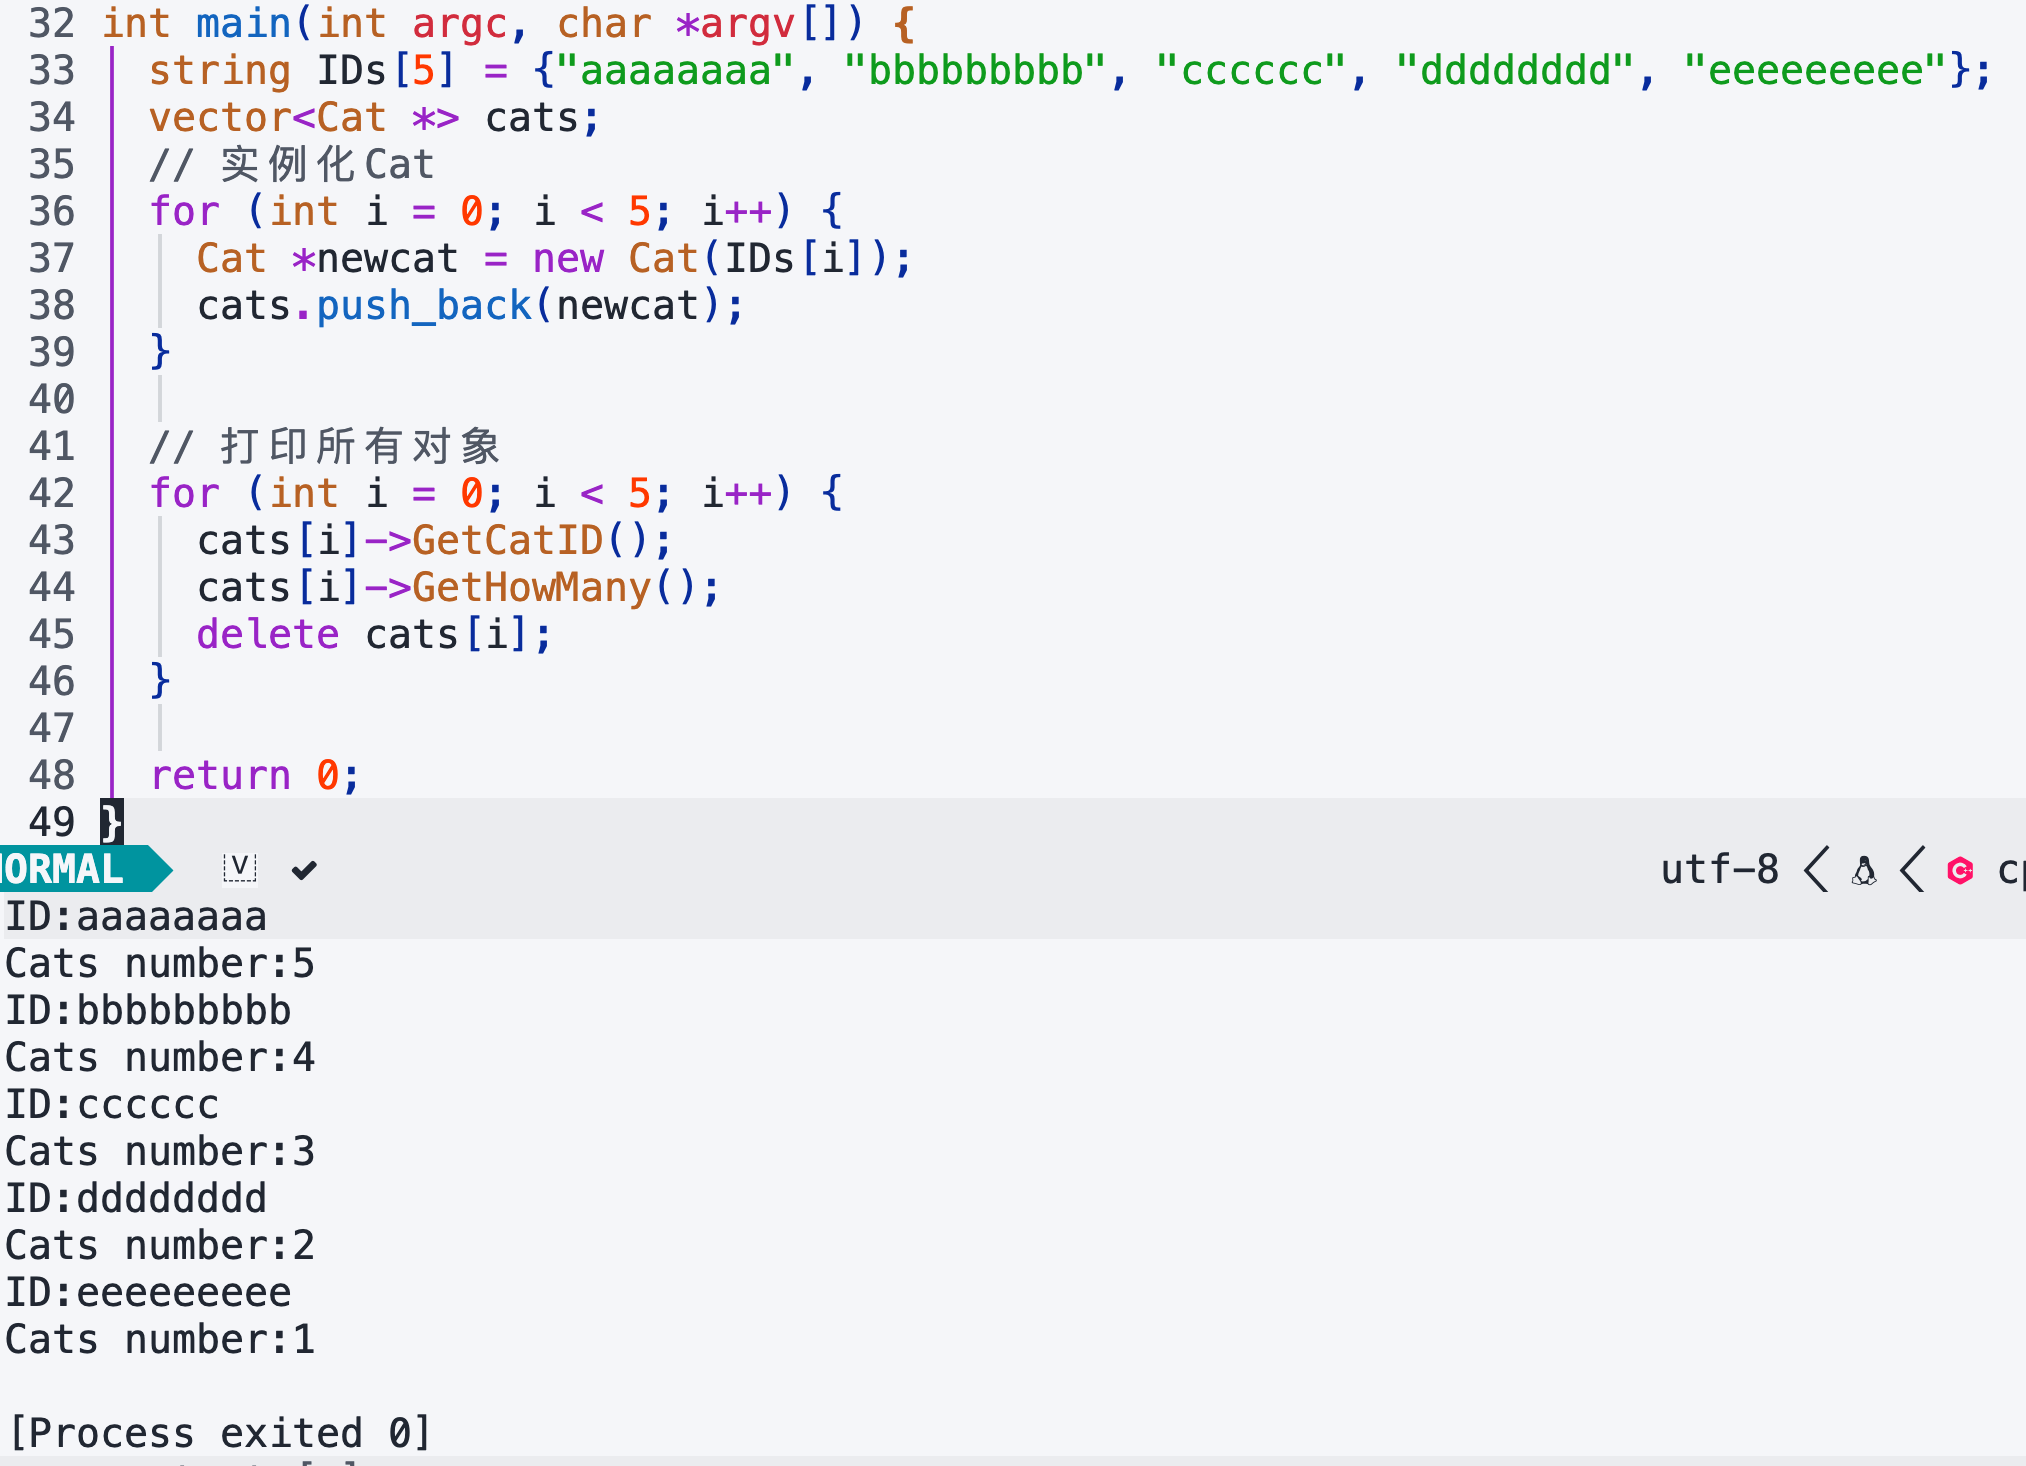 32 int main(int argc, char *argv[]) {
33   string IDs[5] = {"aaaaaaaa", "bbbbbbbbb", "cccccc", "dddddddd", "eeeeeeeee"};
34   vector<Cat *> cats;
35   // 实例化Cat
36   for (int i = 0; i < 5; i++) {
37     Cat *newcat = new Cat(IDs[i]);
38     cats.push_back(newcat);
39   }
40
41   // 打印所有对象
42   for (int i = 0; i < 5; i++) {
43     cats[i]->GetCatID();
44     cats[i]->GetHowMany();
45     delete cats[i];
46   }
47
48   return 0;
49 }
ORMAL V ✔ utf-8 < < cp
ID:aaaaaaaa
Cats number:5
ID:bbbbbbbbb
Cats number:4
ID:cccccc
Cats number:3
ID:dddddddd
Cats number:2
ID:eeeeeeeee
Cats number:1
[Process exited 0]